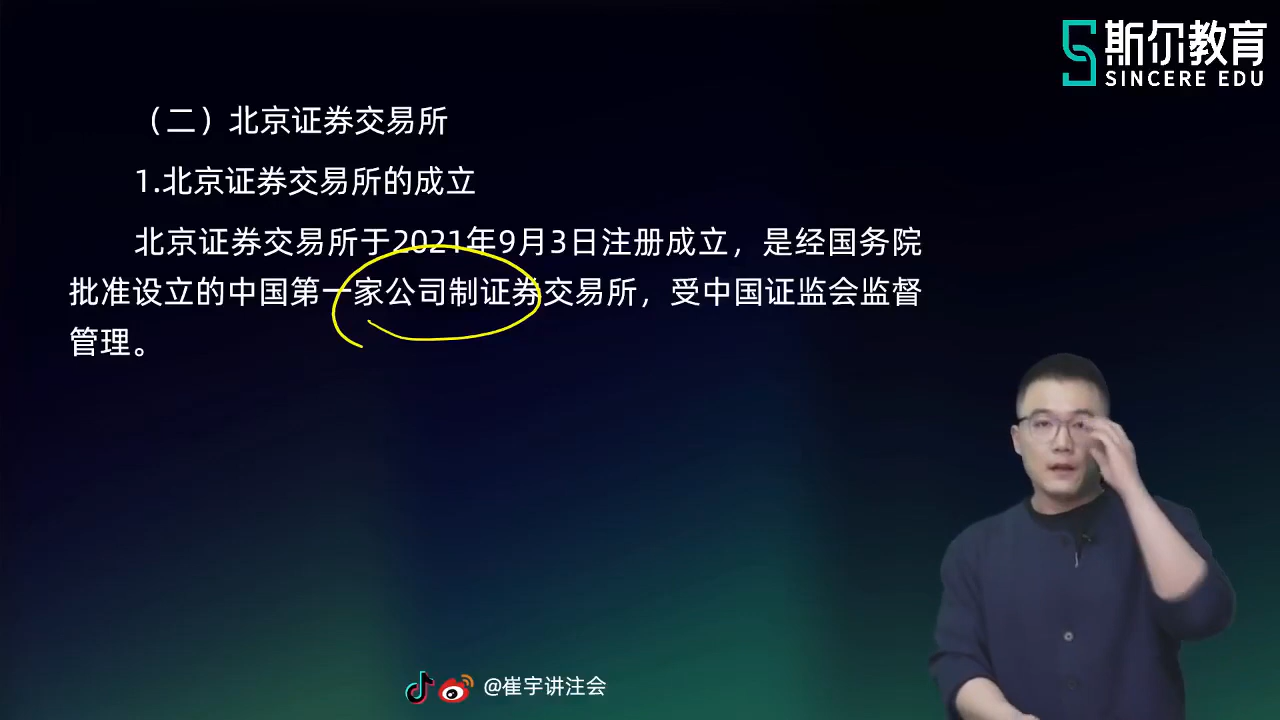 斯尔教育
SINCERE EDU
（二）北京证券交易所
1.北京证券交易所的成立
北京证券交易所于2021年9月3日注册成立，是经国务院
批准设立的中国第一家公司制证券交易所，受中国证监会监督
管理。
@崔宇讲注会